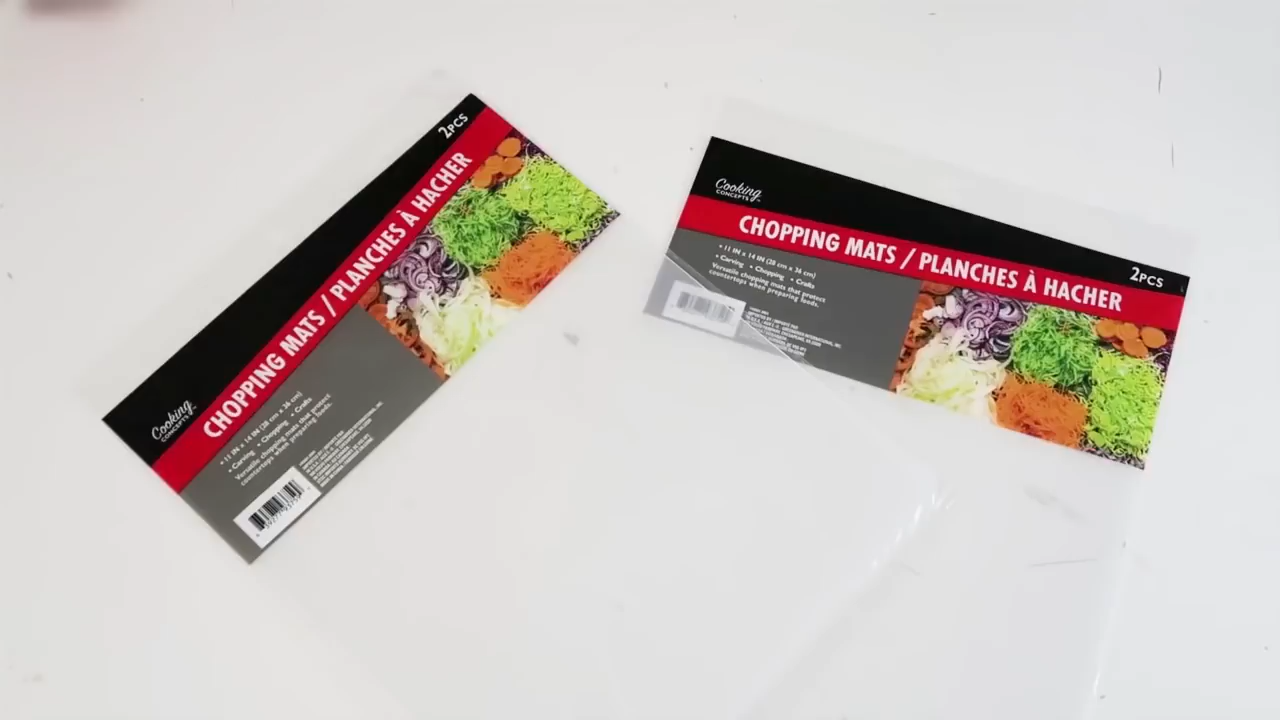 2PCS
CHOPPING MATS / PLANCHES À HACHER
Cooking
CONCEPTS
• 11 IN x 14 IN (28 cm x 36 cm)
• Carving • Chopping • Crafts
Versatile chopping mats that protect
countertops when preparing foods.
Cooking
CONCEPTS
CHOPPING MATS / PLANCHES À HACHER
2PCS
• 11 IN x 14 IN (28 cm x 36 cm)
• Carving • Chopping • Crafts
Versatile chopping mats that protect
countertops when preparing foods.